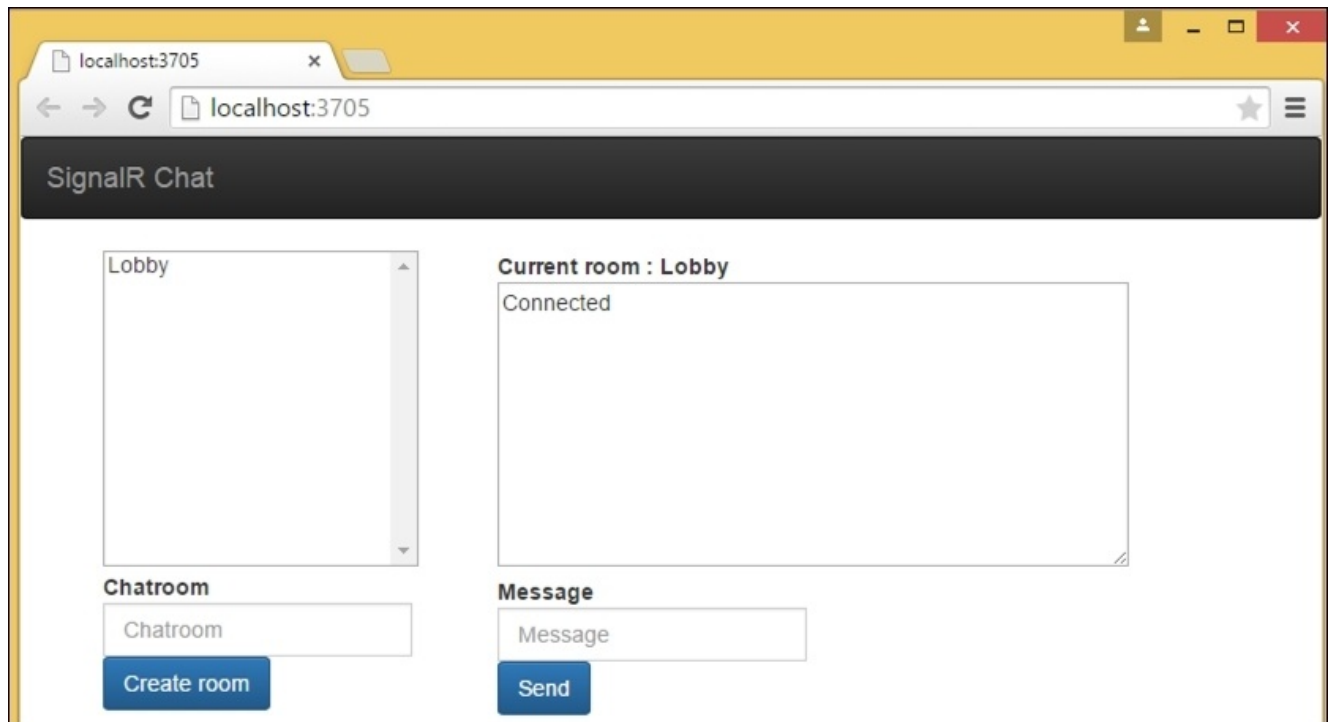 localhost:3705
localhost:3705
SignalR Chat
Lobby
Current room : Lobby
Connected
Chatroom
Chatroom
Create room
Message
Message
Send